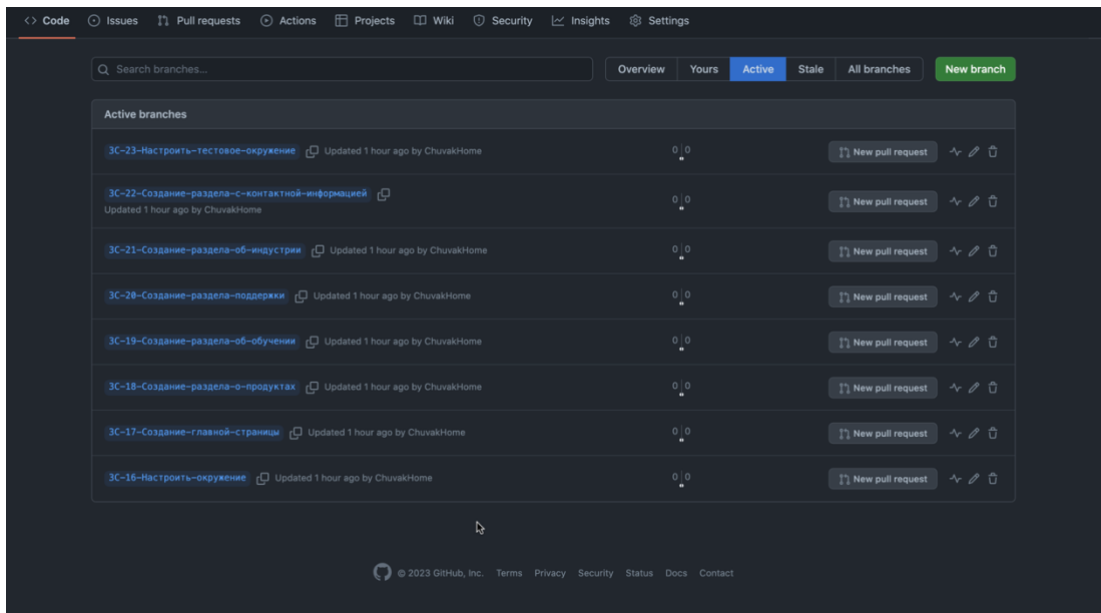 Code Issues Pull requests Actions Projects Wiki Security Insights Settings
Search branches... Overview Yours Active Stale All branches New branch
Active branches
3С-23-Настроить-тестовое-окружение Updated 1 hour ago by ChuvakHome 0 0 New pull request
3С-22-Создание-раздела-с-контактной-информацией
Updated 1 hour ago by ChuvakHome 0 0 New pull request
3С-21-Создание-раздела-об-индустрии Updated 1 hour ago by ChuvakHome 0 0 New pull request
3С-20-Создание-раздела-поддержки Updated 1 hour ago by ChuvakHome 0 0 New pull request
3С-19-Создание-раздела-об-обучении Updated 1 hour ago by ChuvakHome 0 0 New pull request
3С-18-Создание-раздела-о-продуктах Updated 1 hour ago by ChuvakHome 0 0 New pull request
3С-17-Создание-главной-страницы Updated 1 hour ago by ChuvakHome 0 0 New pull request
3С-16-Настроить-окружение Updated 1 hour ago by ChuvakHome 0 0 New pull request
© 2023 GitHub, Inc. Terms Privacy Security Status Docs Contact